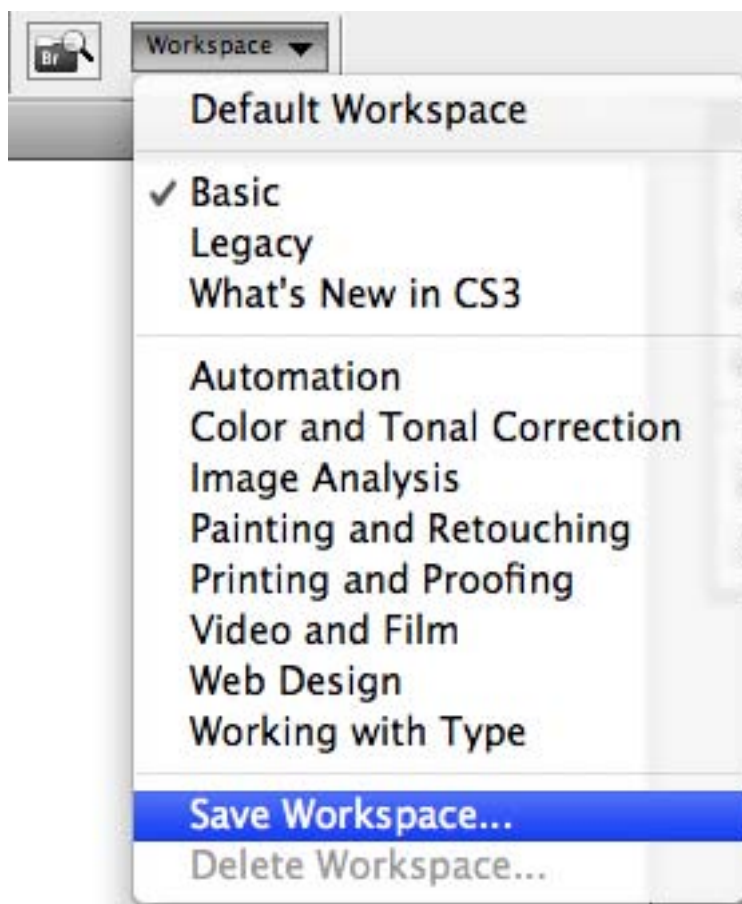 Br
Workspace
Default Workspace
Basic
Legacy
What's New in CS3
Automation
Color and Tonal Correction
Image Analysis
Painting and Retouching
Printing and Proofing
Video and Film
Web Design
Working with Type
Save Workspace...
Delete Workspace...